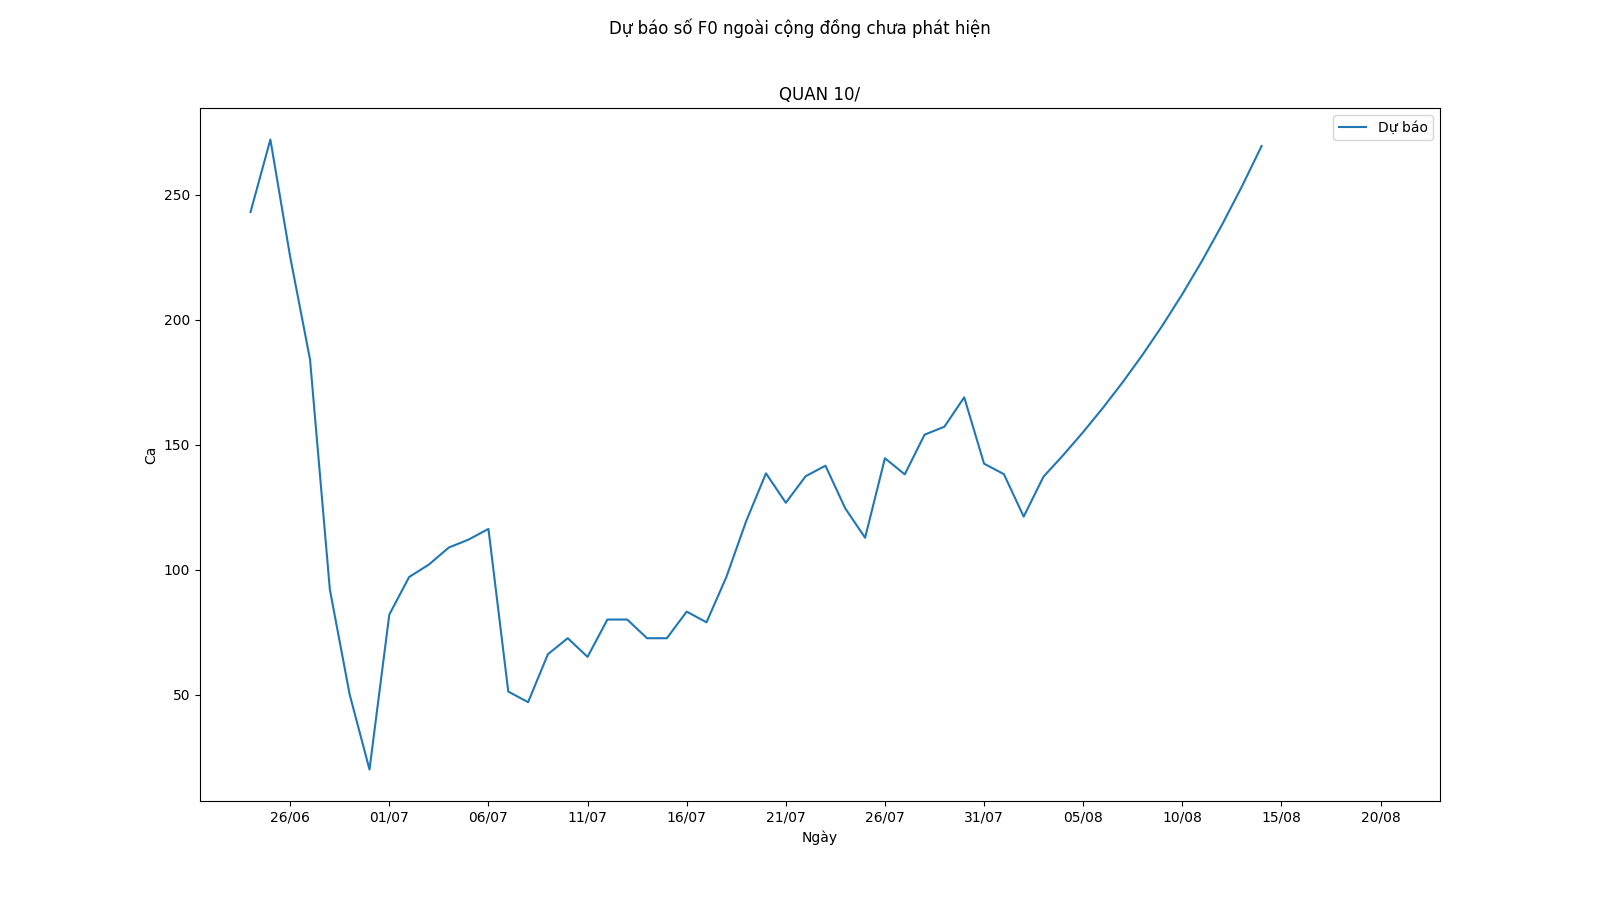 Dự báo số F0 ngoài cộng đồng chưa phát hiện
QUAN 10/
Dự báo
250
200
150
100
50
Ca
26/06 01/07 06/07 11/07 16/07 21/07 26/07 31/07 05/08 10/08 15/08 20/08
Ngày